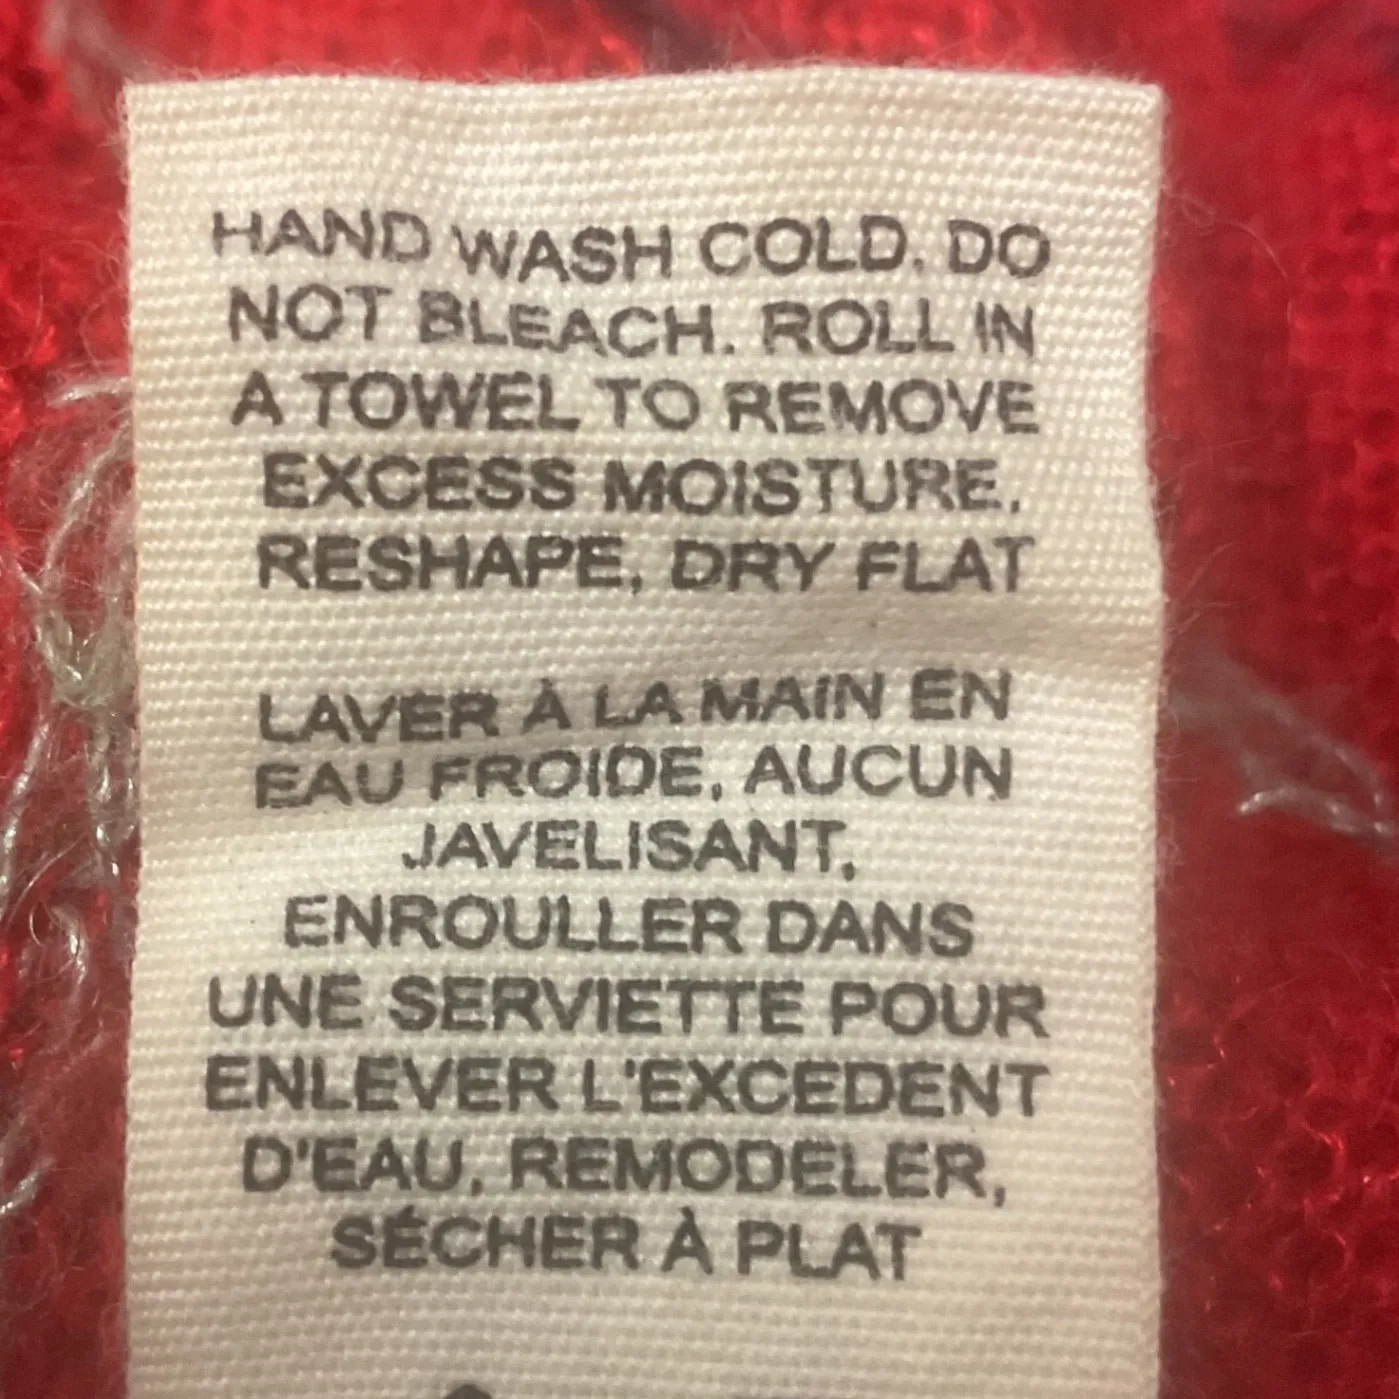 HAND WASH COLD. DO
NOT BLEACH. ROLL IN
A TOWEL TO REMOVE
EXCESS MOISTURE,
RESHAPE, DRY FLAT
LAVER À LA MAIN EN
EAU FROIDE, AUCUN
JAVELISANT,
ENROULLER DANS
UNE SERVIETTE POUR
ENLEVER L'EXCEDENT
D'EAU, REMODELER,
SÉCHER À PLAT